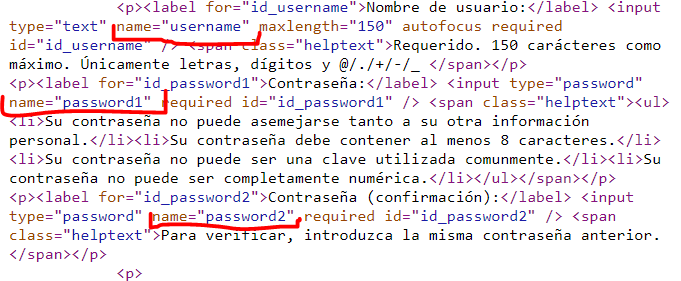 <p><label for="id_username">Nombre de usuario:</label> <input
type="text" name="username" maxlength="150" autofocus required
id="id_username" /> <span class="helptext">Requerido. 150 carácteres como
máximo. Únicamente letras, dígitos y @/./+/-/_ </span></p>
<p><label for="id_password1">Contraseña:</label> <input type="password"
name="password1" required id="id_password1" /> <span class="helptext"><ul>
<li>Su contraseña no puede asemejarse tanto a su otra información
personal.</li><li>Su contraseña debe contener al menos 8 caracteres.</li>
<li>Su contraseña no puede ser una clave utilizada comunmente.</li><li>Su
contraseña no puede ser completamente numérica.</li></ul></span></p>
<p><label for="id_password2">Contraseña (confirmación):</label> <input
type="password" name="password2" required id="id_password2" /> <span
class="helptext">Para verificar, introduzca la misma contraseña anterior.
</span></p>
<p>